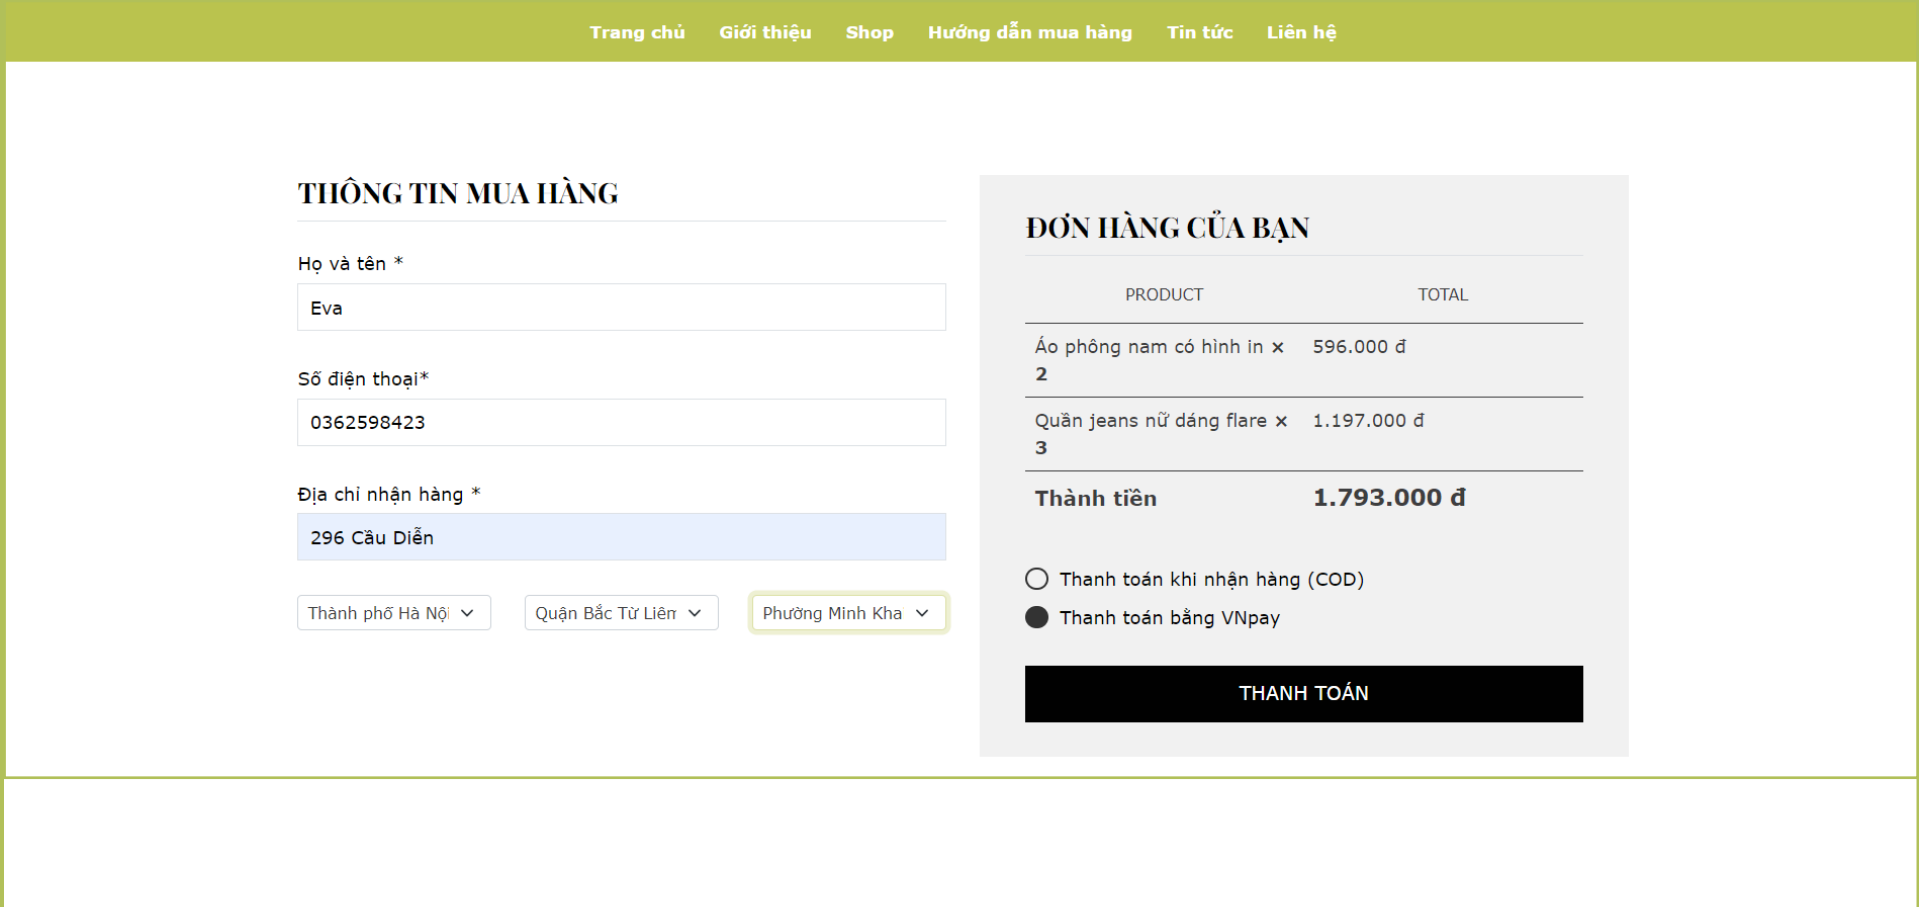 Trang chủ Giới thiệu Shop Hướng dẫn mua hàng Tin tức Liên hệ
THÔNG TIN MUA HÀNG
Họ và tên *
Eva
Số điện thoại*
0362598423
Địa chỉ nhận hàng *
296 Cầu Diễn
Thành phố Hà Nội Quận Bắc Từ Liêm Phường Minh Kha
ĐƠN HÀNG CỦA BẠN
PRODUCT TOTAL
Áo phông nam có hình in × 596.000 đ
2
Quần jeans nữ dáng flare × 1.197.000 đ
3
Thành tiền 1.793.000 đ
Thanh toán khi nhận hàng (COD)
Thanh toán bằng VNpay
THANH TOÁN